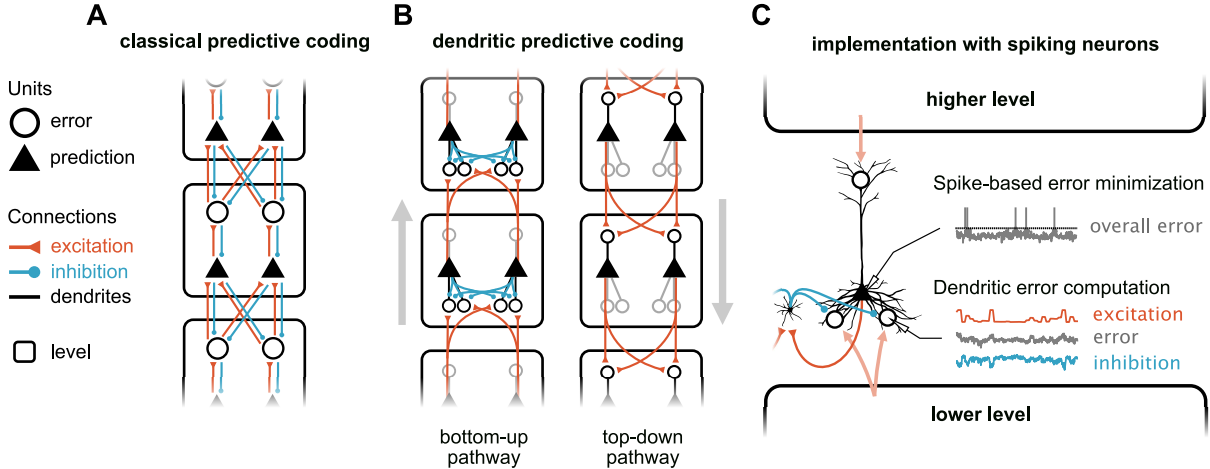 A
classical predictive coding
Units
error
prediction
Connections
excitation
inhibition
dendrites
level
B
dendritic predictive coding
bottom-up
pathway
top-down
pathway
C
implementation with spiking neurons
higher level
Spike-based error minimization
overall error
Dendritic error computation
excitation
error
inhibition
lower level